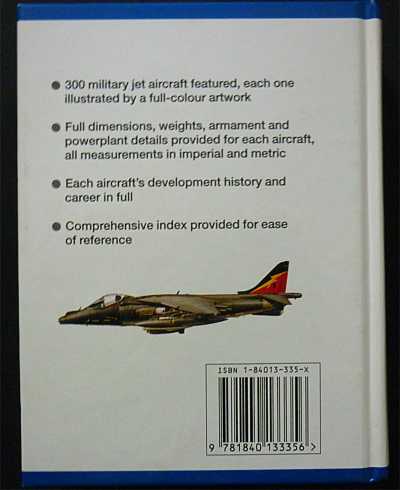 ● 300 military jet aircraft featured, each one
illustrated by a full-colour artwork
● Full dimensions, weights, armament and
powerplant details provided for each aircraft,
all measurements in imperial and metric
● Each aircraft's development history and
career in full
● Comprehensive index provided for ease
of reference
ISBN 1-84013-335-X
9 781840 133356 >